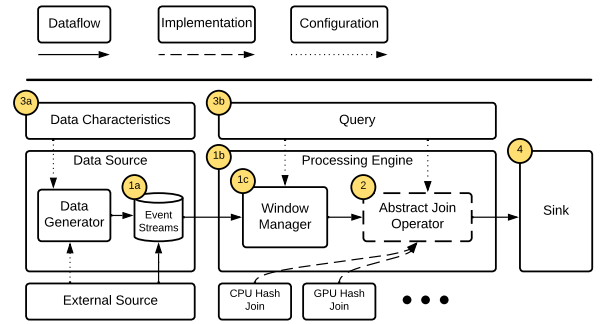 Dataflow
Implementation
Configuration
3a
Data Characteristics
3b
Query
Data Source
1b
Processing Engine
4
1a
1c
2
Data
Generator
Event
Streams
Window
Manager
Abstract Join
Operator
Sink
External Source
CPU Hash
Join
GPU Hash
Join